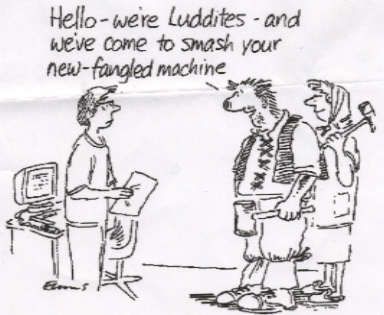 Hello - we're Luddites - and
we've come to smash your
new-fangled machine